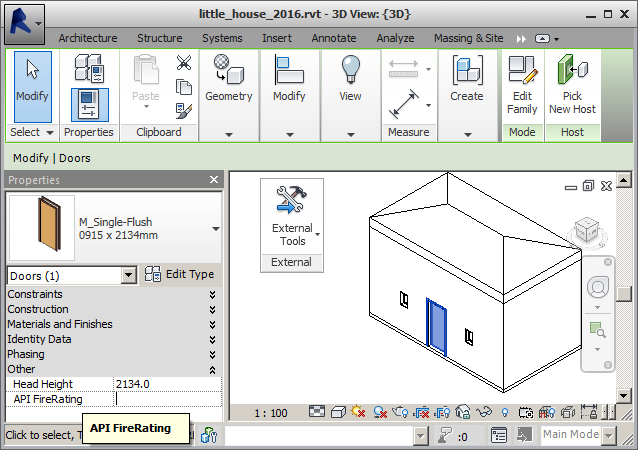 little_house_2016.rvt - 3D View: {3D}
Architecture Structure Systems Insert Annotate Analyze Massing & Site
Modify Paste Geometry Modify View Create Edit Family Pick New Host
Select Properties Clipboard Measure Mode Host
Modify | Doors
Properties
M_Single-Flush
0915 x 2134mm
External Tools
External
Doors (1) Edit Type
Constraints
Construction
Materials and Finishes
Identity Data
Phasing
Other
Head Height 2134.0
API FireRating
1 : 100
API FireRating
Click to select, :0 Main Mode